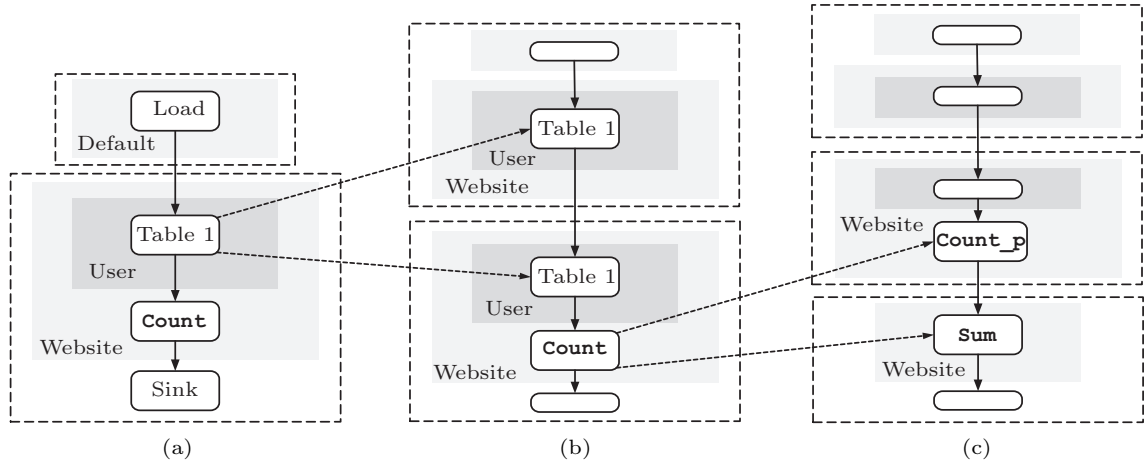 Load
Default
Table 1
User
Count
Website
Sink
(a)
Table 1
User
Website
Table 1
User
Count
Website
(b)
Website
Count_p
Sum
Website
(c)